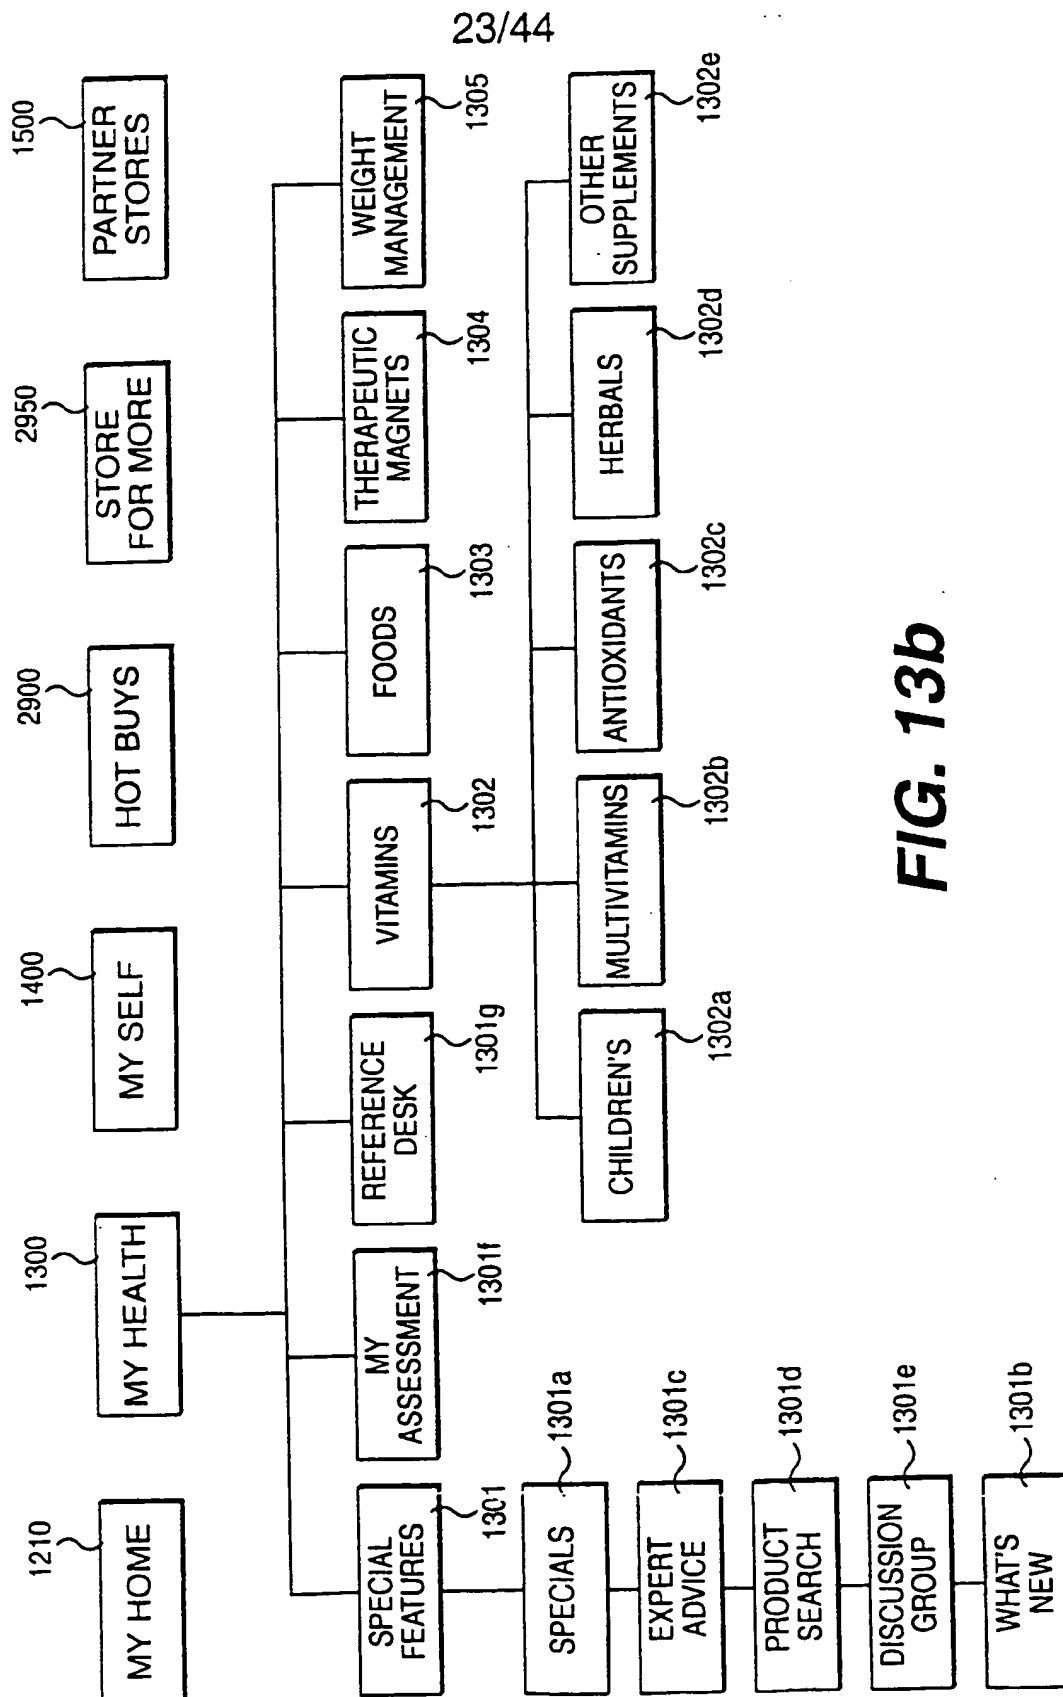 23/44
1210
MY HOME
1300
MY HEALTH
1400
MY SELF
2900
HOT BUYS
2950
STORE
FOR MORE
1500
PARTNER
STORES
SPECIAL
FEATURES
1301
MY
ASSESSMENT
1301f
REFERENCE
DESK
1301g
VITAMINS
1302
FOODS
1303
THERAPEUTIC
MAGNETS
1304
WEIGHT
MANAGEMENT
1305
SPECIALS
1301a
EXPERT
ADVICE
1301c
PRODUCT
SEARCH
1301d
DISCUSSION
GROUP
1301e
WHAT'S
NEW
1301b
CHILDREN'S
1302a
MULTIVITAMINS
1302b
ANTIOXIDANTS
1302c
HERBALS
1302d
OTHER
SUPPLEMENTS
1302e
FIG. 13b